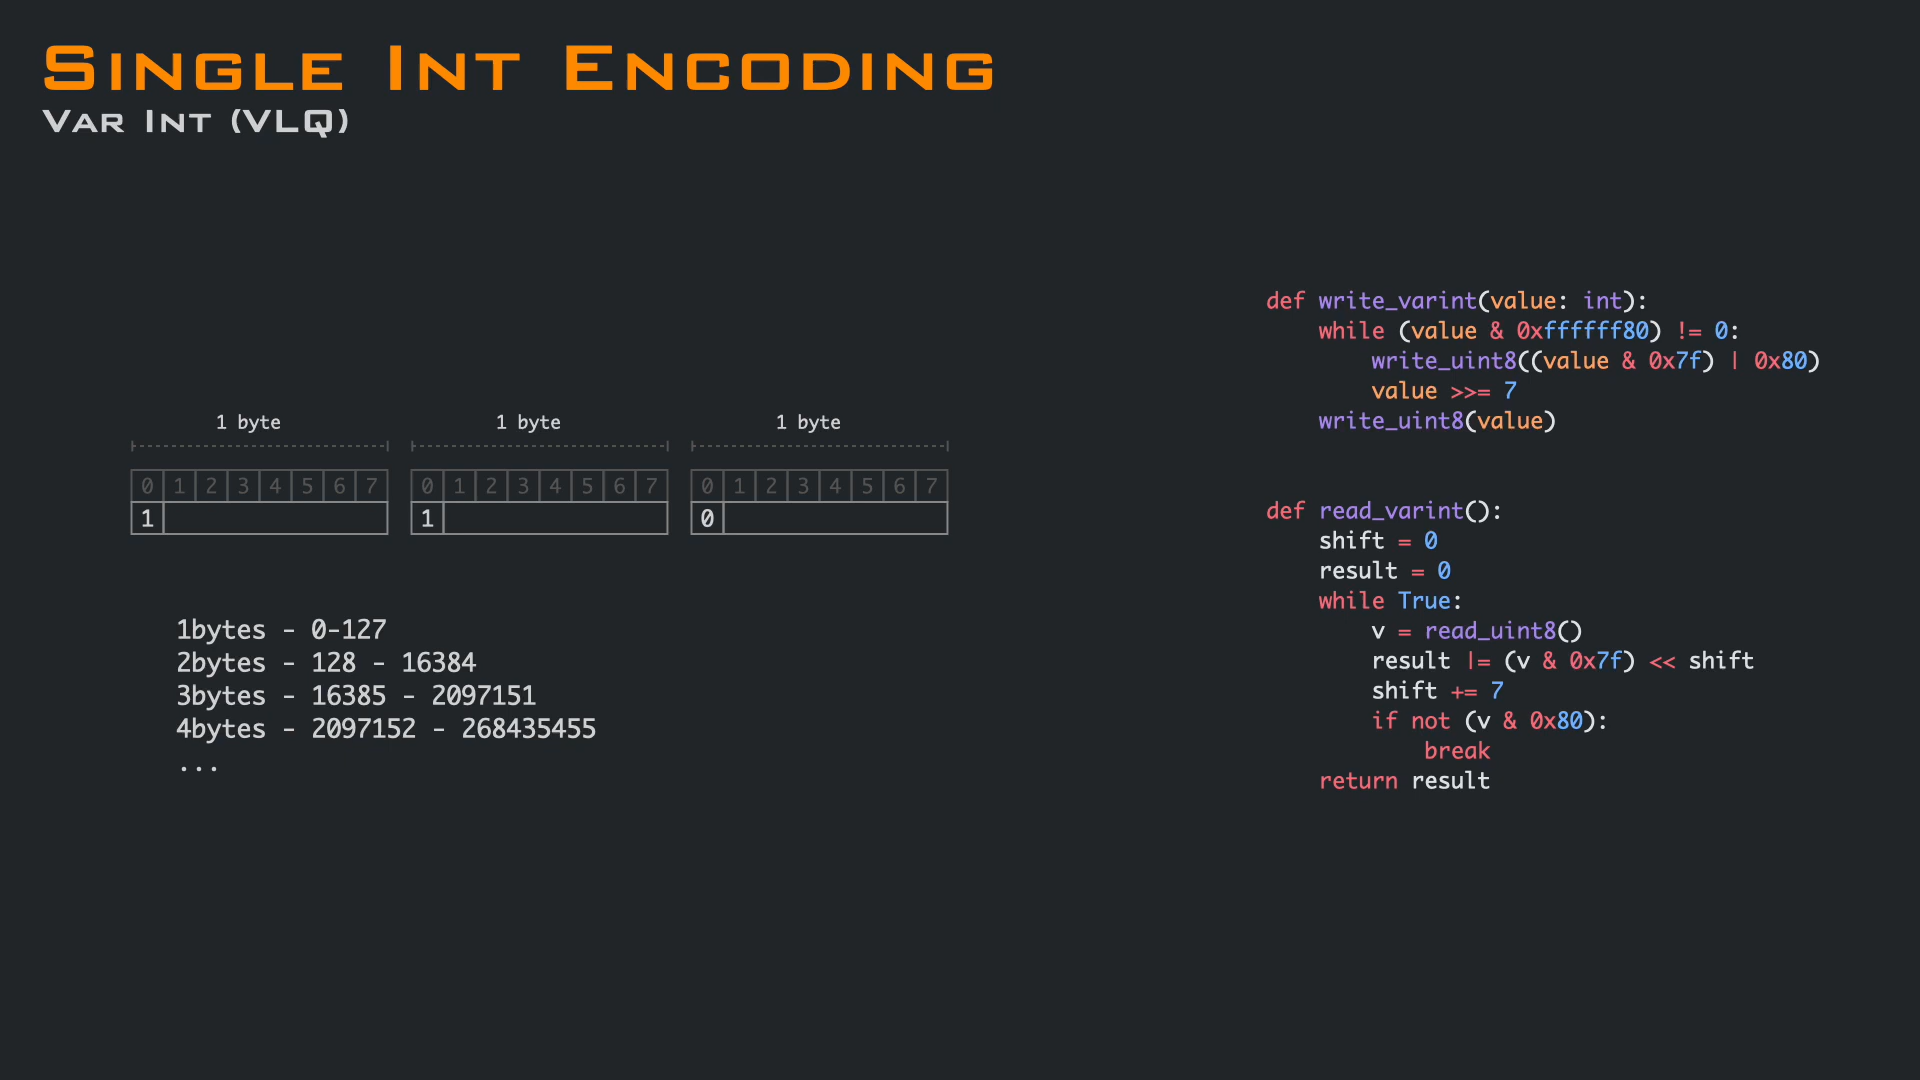 Single Int Encoding
Var Int (VLQ)
1 byte 1 byte 1 byte
0 1 2 3 4 5 6 7 0 1 2 3 4 5 6 7 0 1 2 3 4 5 6 7
1 1 0
1bytes - 0-127
2bytes - 128 - 16384
3bytes - 16385 - 2097151
4bytes - 2097152 - 268435455
...
def write_varint(value: int):
    while (value & 0xffffff80) != 0:
        write_uint8((value & 0x7f) | 0x80)
        value >>= 7
    write_uint8(value)
def read_varint():
    shift = 0
    result = 0
    while True:
        v = read_uint8()
        result |= (v & 0x7f) << shift
        shift += 7
        if not (v & 0x80):
            break
    return result